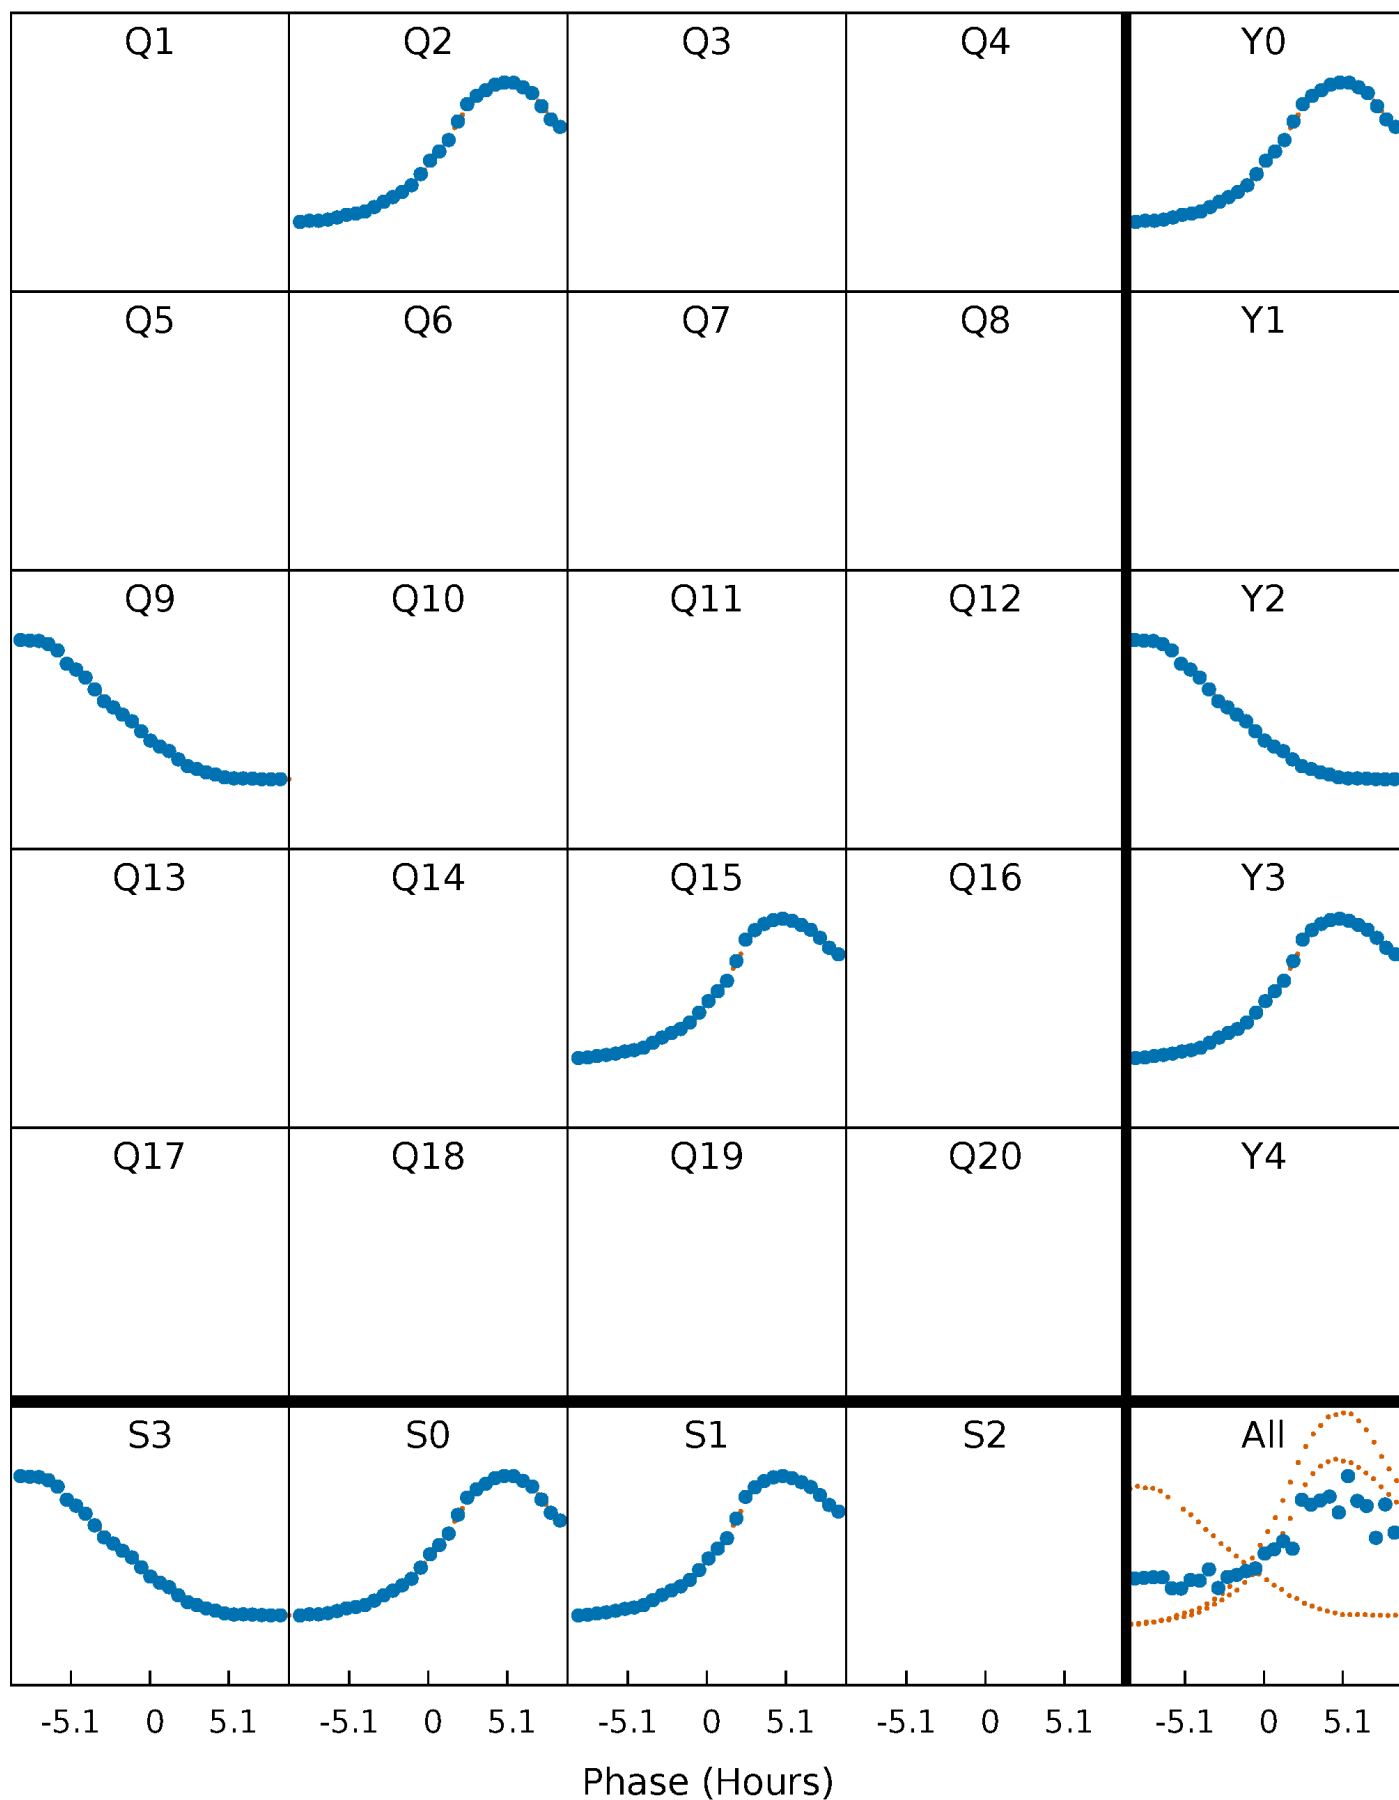 Q1 Q2 Q3 Q4 Y0
Q5 Q6 Q7 Q8 Y1
Q9 Q10 Q11 Q12 Y2
Q13 Q14 Q15 Q16 Y3
Q17 Q18 Q19 Q20 Y4
S3 S0 S1 S2 All
-5.1 0 5.1 -5.1 0 5.1 -5.1 0 5.1 -5.1 0 5.1 -5.1 0 5.1
Phase (Hours)